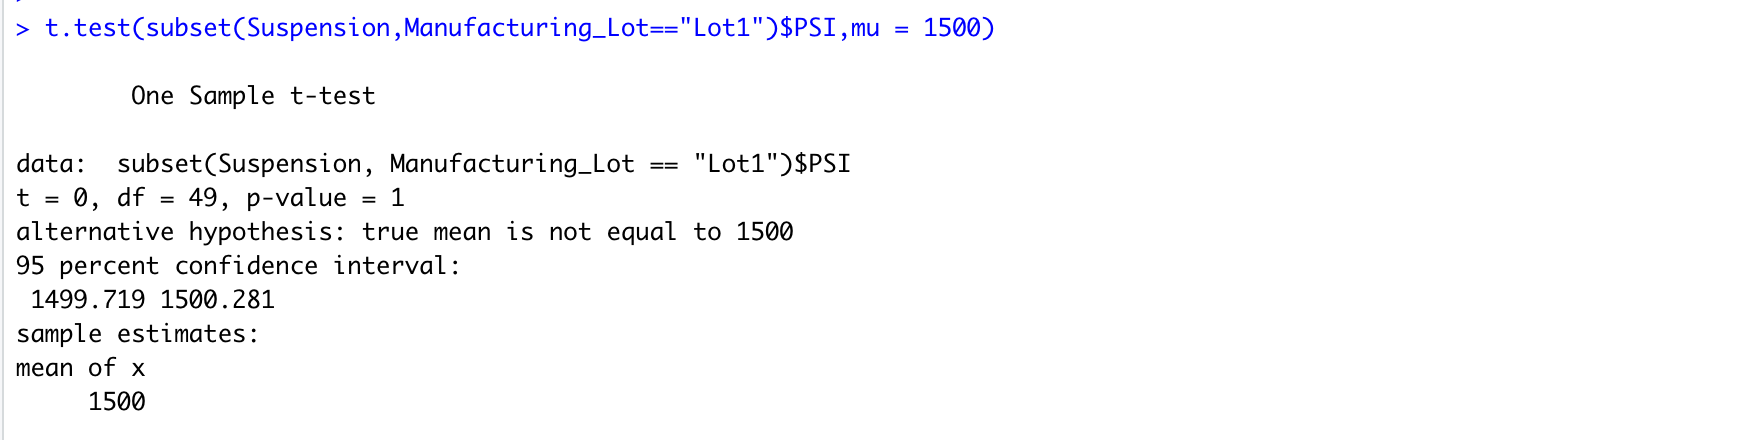 > t.test(subset(Suspension,Manufacturing_Lot=="Lot1")$PSI,mu = 1500)
One Sample t-test
data:  subset(Suspension, Manufacturing_Lot == "Lot1")$PSI
t = 0, df = 49, p-value = 1
alternative hypothesis: true mean is not equal to 1500
95 percent confidence interval:
1499.719 1500.281
sample estimates:
mean of x
1500